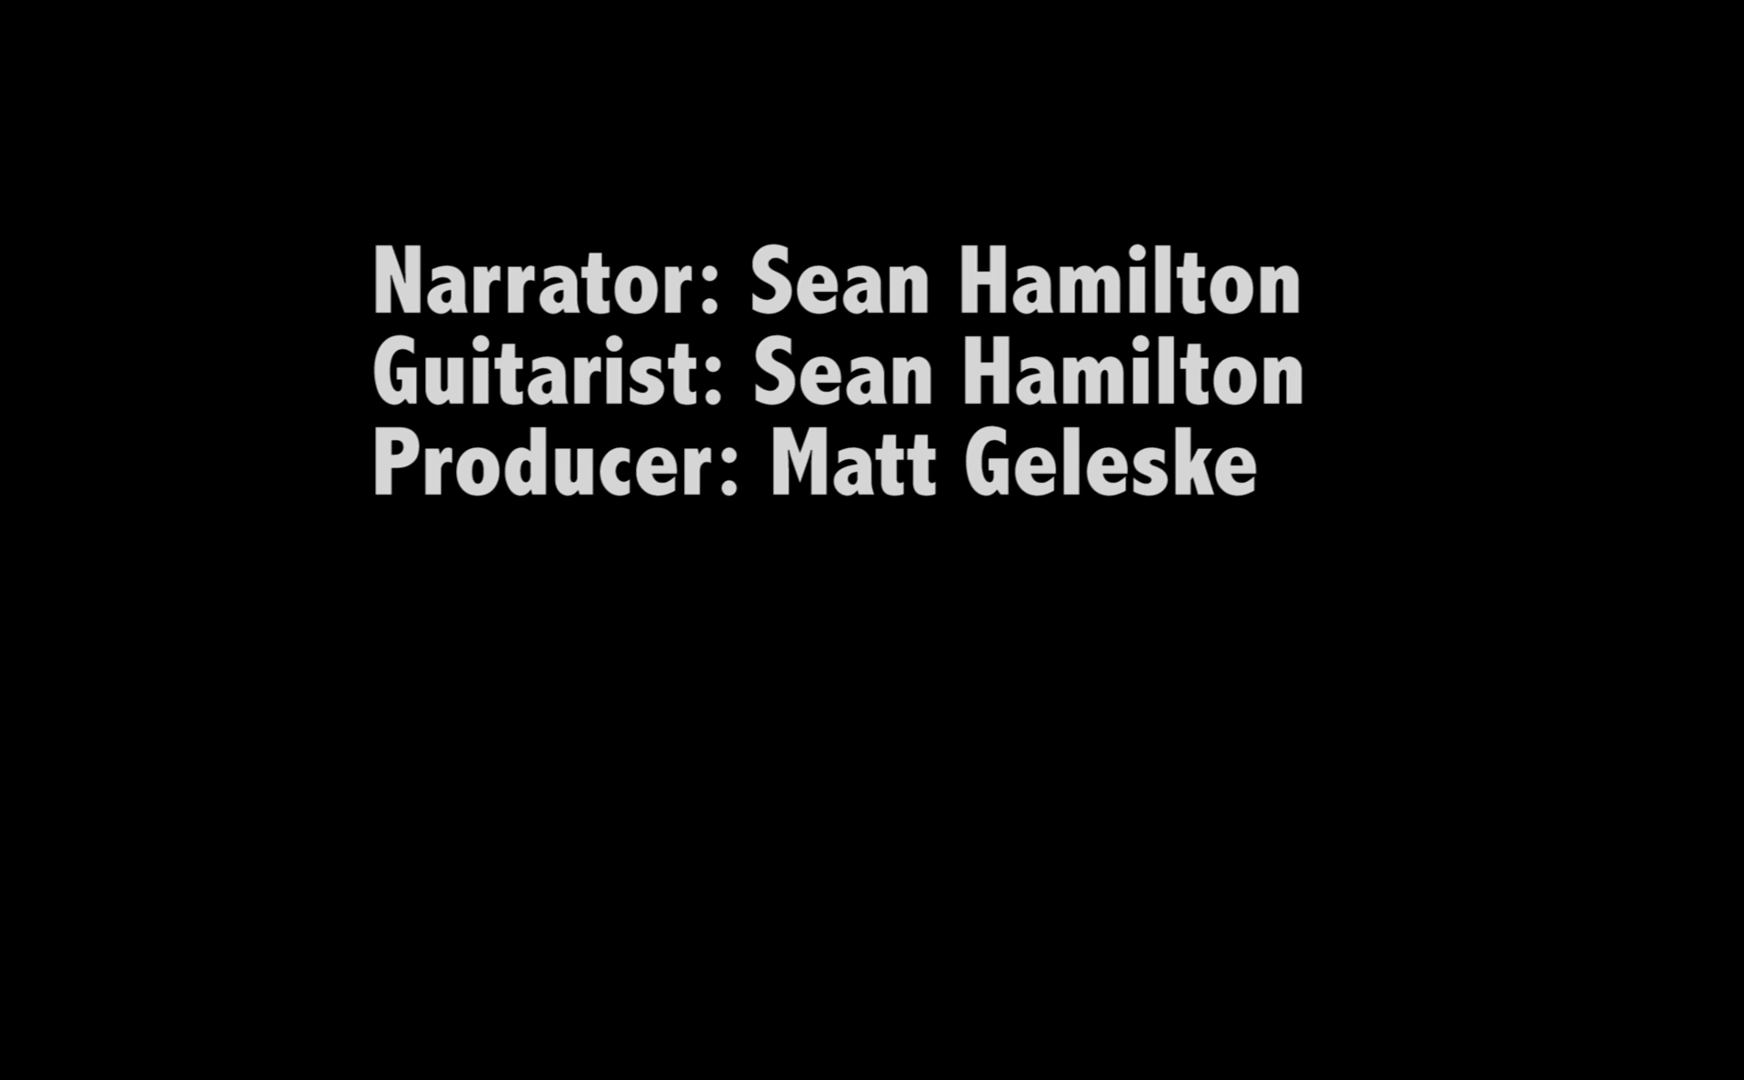 Narrator: Sean Hamilton
Guitarist: Sean Hamilton
Producer: Matt Geleske